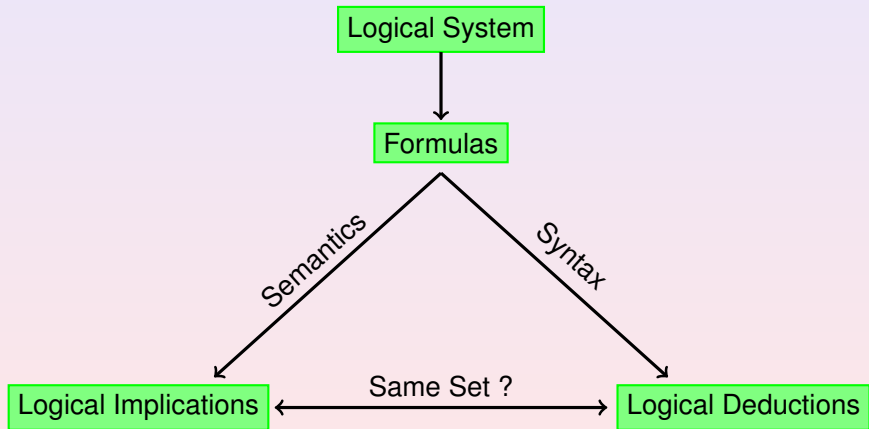 Logical System
Formulas
Semantics
Syntax
Same Set ?
Logical Implications
Logical Deductions